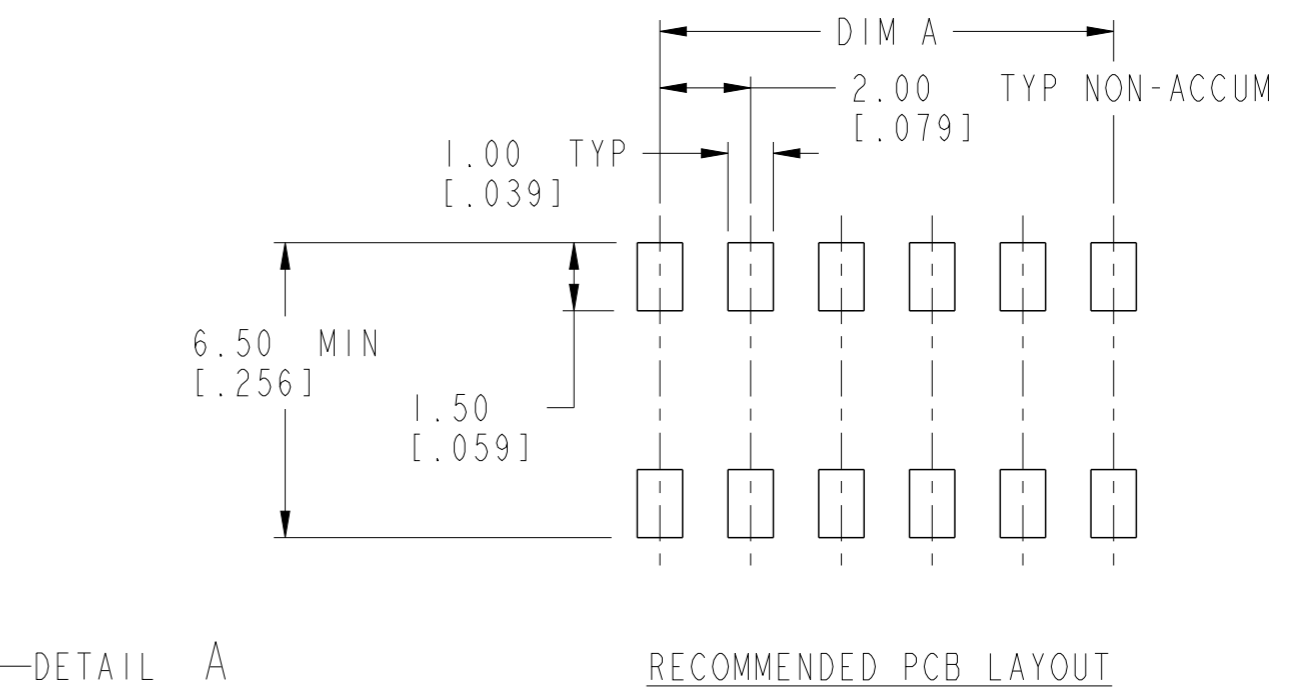 DIM A
2.00 TYP NON-ACCUM
[.079]
1.00 TYP
[.039]
6.50 MIN
[.256]
1.50
[.059]
DETAIL A
RECOMMENDED PCB LAYOUT